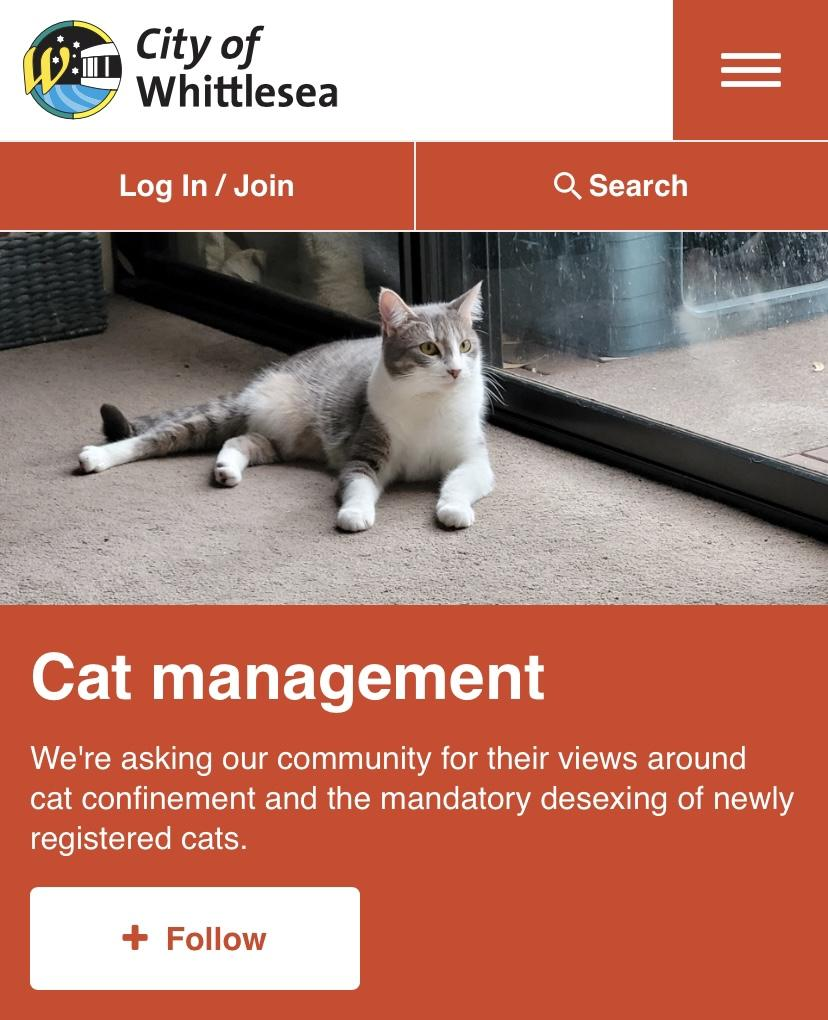 City of
Whittlesea
Log In / Join
Search
Cat management
We're asking our community for their views around
cat confinement and the mandatory desexing of newly
registered cats.
+ Follow